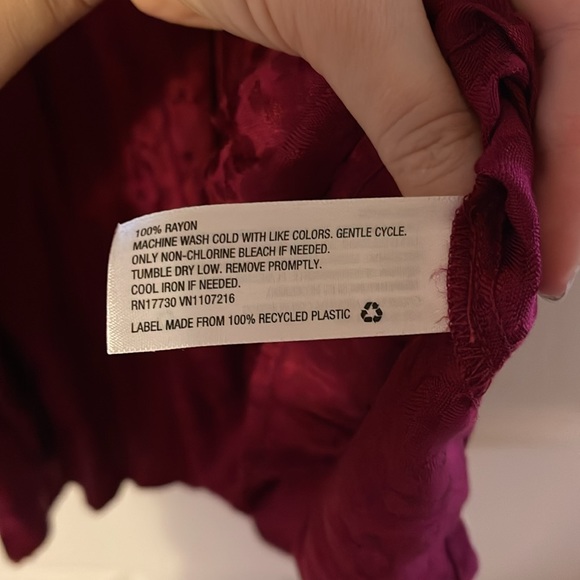 100% RAYON
MACHINE WASH COLD WITH LIKE COLORS. GENTLE CYCLE.
ONLY NON-CHLORINE BLEACH IF NEEDED.
TUMBLE DRY LOW. REMOVE PROMPTLY.
COOL IRON IF NEEDED.
RN17730 VN1107216
LABEL MADE FROM 100% RECYCLED PLASTIC